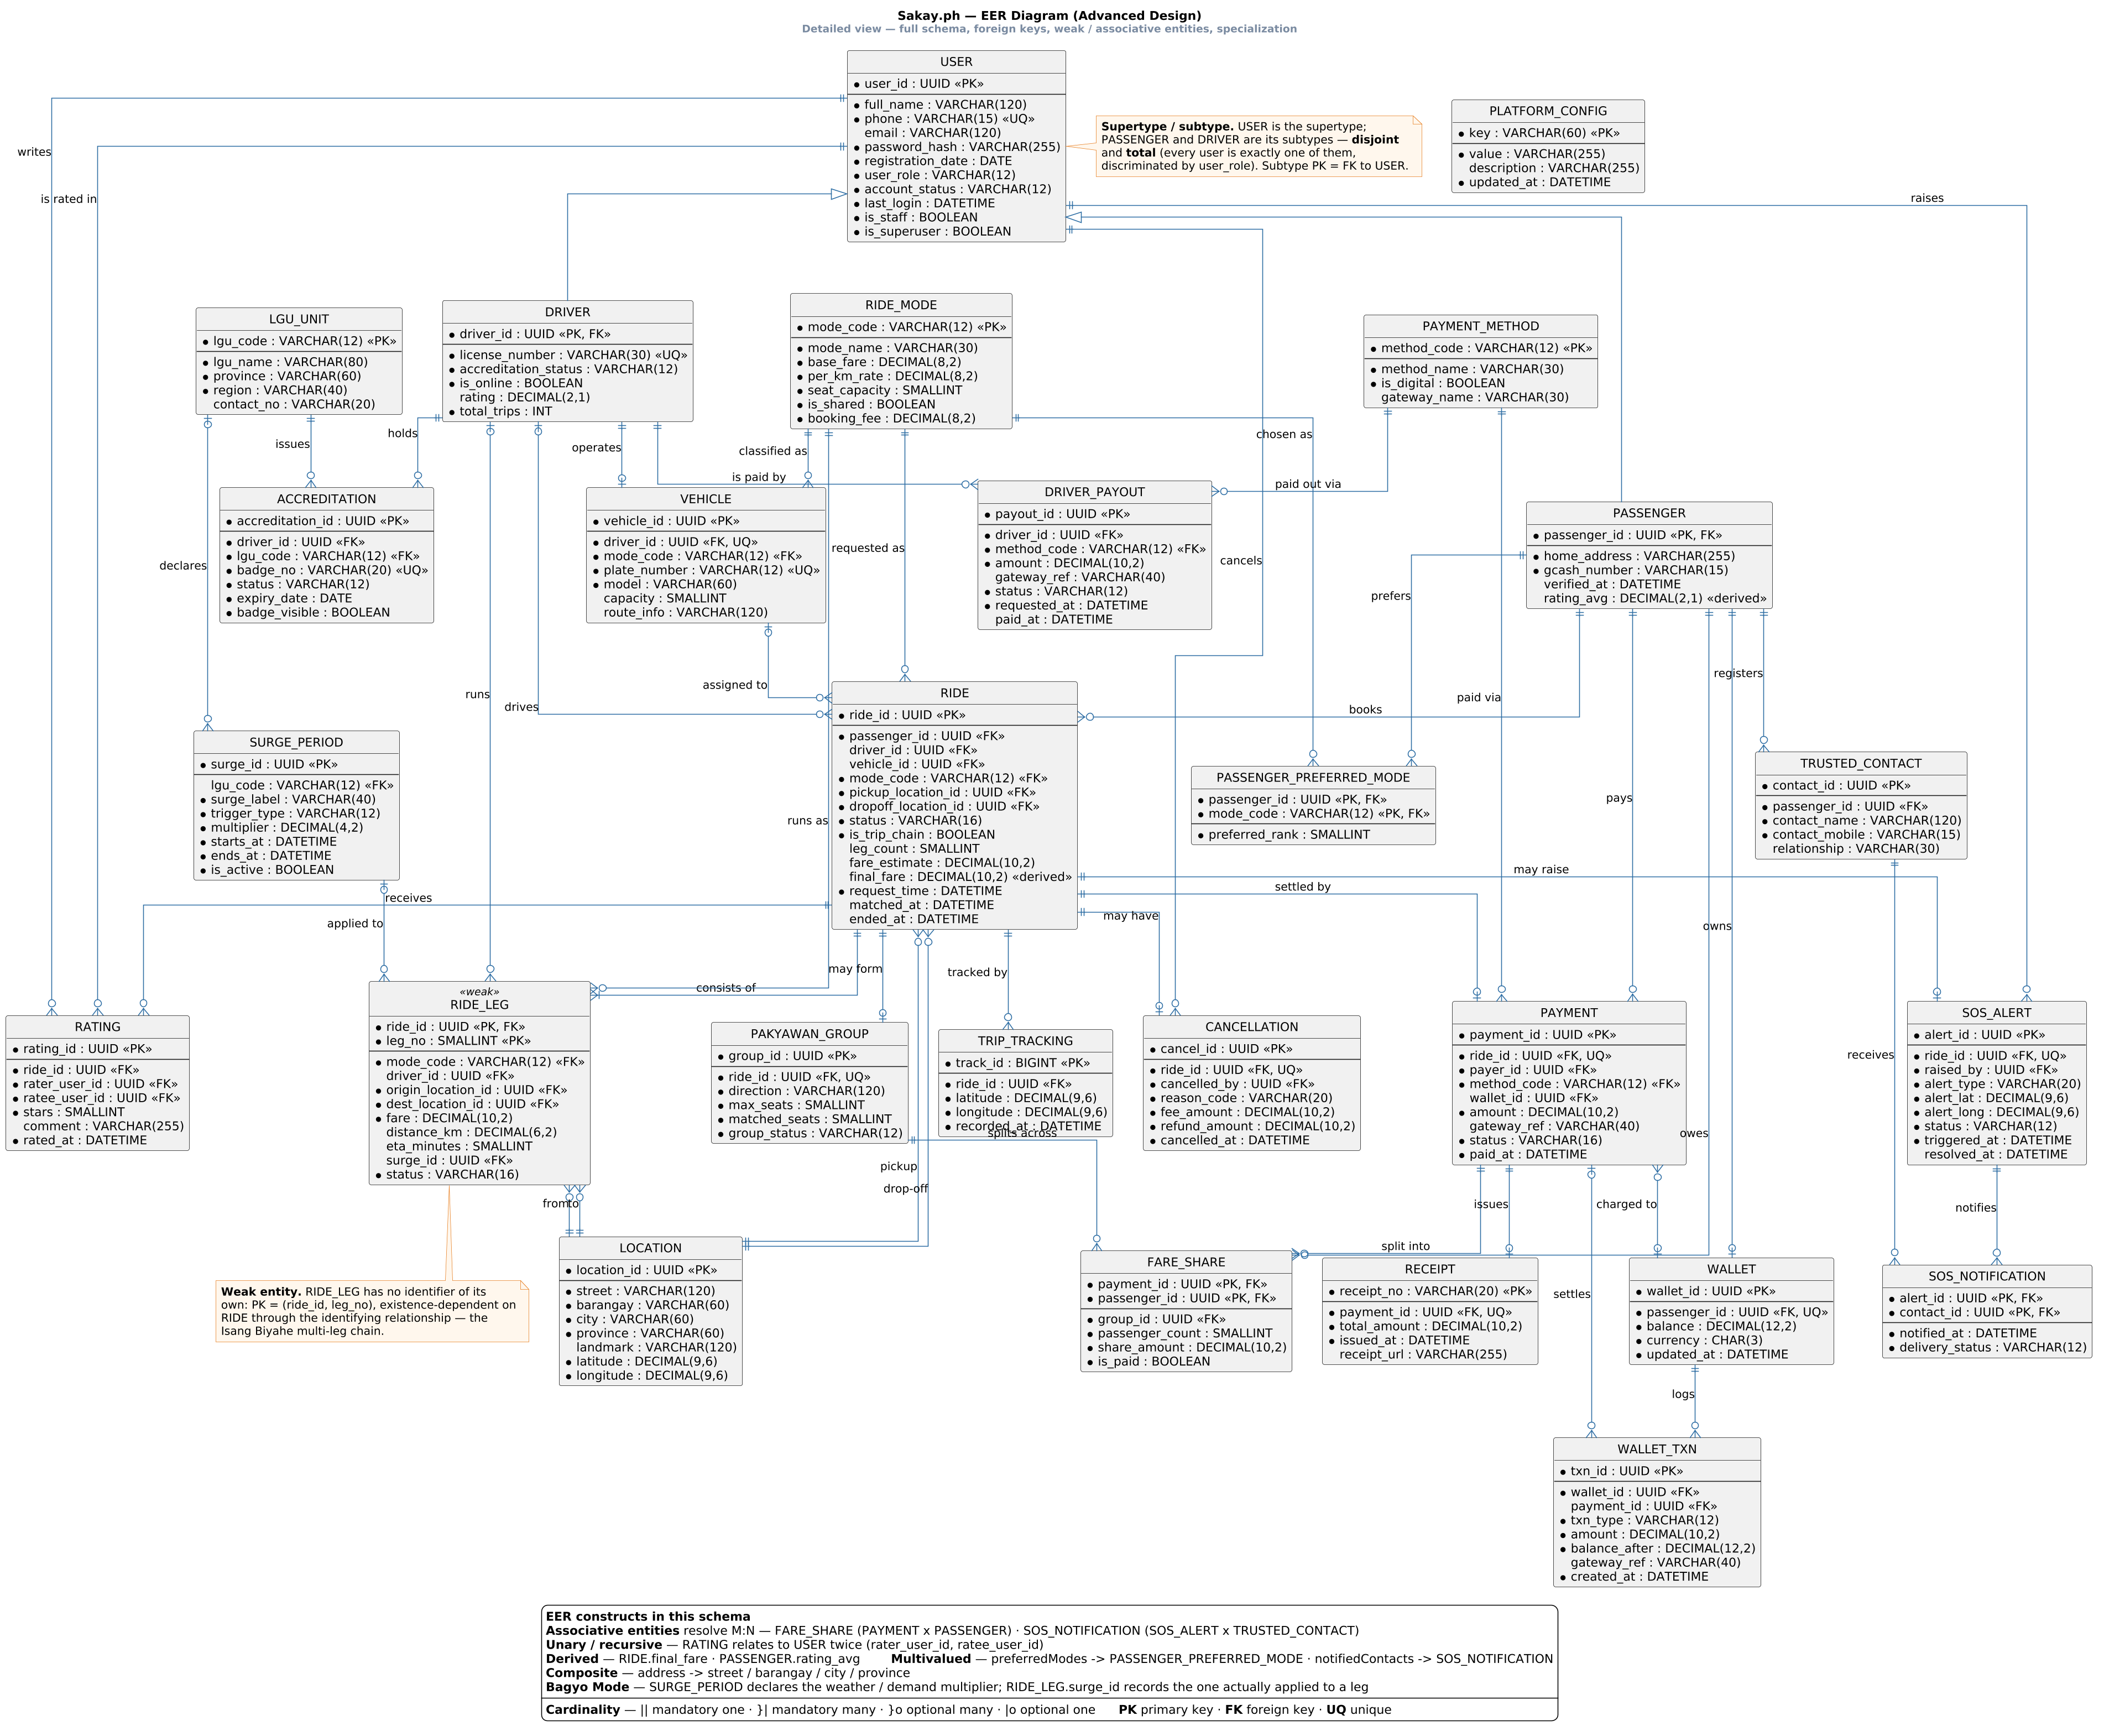 Sakay.ph — EER Diagram (Advanced Design)
Detailed view — full schema, foreign keys, weak / associative entities, specialization
USER
user_id : UUID «PK»
full_name : VARCHAR(120)
phone : VARCHAR(15) «UQ»
email : VARCHAR(120)
password_hash : VARCHAR(255)
registration_date : DATE
user_role : VARCHAR(12)
account_status : VARCHAR(12)
last_login : DATETIME
is_staff : BOOLEAN
is_superuser : BOOLEAN
Supertype / subtype. USER is the supertype;
PASSENGER and DRIVER are its subtypes — disjoint
and total (every user is exactly one of them,
discriminated by user_role). Subtype PK = FK to USER.
PLATFORM_CONFIG
key : VARCHAR(60) «PK»
value : VARCHAR(255)
description : VARCHAR(255)
updated_at : DATETIME
writes
is rated in
raises
LGU_UNIT
lgu_code : VARCHAR(12) «PK»
lgu_name : VARCHAR(80)
province : VARCHAR(60)
region : VARCHAR(40)
contact_no : VARCHAR(20)
DRIVER
driver_id : UUID «PK, FK»
license_number : VARCHAR(30) «UQ»
accreditation_status : VARCHAR(12)
is_online : BOOLEAN
rating : DECIMAL(2,1)
total_trips : INT
RIDE_MODE
mode_code : VARCHAR(12) «PK»
mode_name : VARCHAR(30)
base_fare : DECIMAL(8,2)
per_km_rate : DECIMAL(8,2)
seat_capacity : SMALLINT
is_shared : BOOLEAN
booking_fee : DECIMAL(8,2)
PAYMENT_METHOD
method_code : VARCHAR(12) «PK»
method_name : VARCHAR(30)
is_digital : BOOLEAN
gateway_name : VARCHAR(30)
issues
holds
operates
classified as
is paid by
chosen as
paid out via
ACCREDITATION
accreditation_id : UUID «PK»
driver_id : UUID «FK»
lgu_code : VARCHAR(12) «FK»
badge_no : VARCHAR(20) «UQ»
status : VARCHAR(12)
expiry_date : DATE
badge_visible : BOOLEAN
VEHICLE
vehicle_id : UUID «PK»
driver_id : UUID «FK, UQ»
mode_code : VARCHAR(12) «FK»
plate_number : VARCHAR(12) «UQ»
model : VARCHAR(60)
capacity : SMALLINT
route_info : VARCHAR(120)
DRIVER_PAYOUT
payout_id : UUID «PK»
driver_id : UUID «FK»
method_code : VARCHAR(12) «FK»
amount : DECIMAL(10,2)
gateway_ref : VARCHAR(40)
status : VARCHAR(12)
requested_at : DATETIME
paid_at : DATETIME
PASSENGER
passenger_id : UUID «PK, FK»
home_address : VARCHAR(255)
gcash_number : VARCHAR(15)
verified_at : DATETIME
rating_avg : DECIMAL(2,1) «derived»
declares
requested as
cancels
prefers
registers
assigned to
runs
drives
books
paid via
RIDE
ride_id : UUID «PK»
passenger_id : UUID «FK»
driver_id : UUID «FK»
vehicle_id : UUID «FK»
mode_code : VARCHAR(12) «FK»
pickup_location_id : UUID «FK»
dropoff_location_id : UUID «FK»
status : VARCHAR(16)
is_trip_chain : BOOLEAN
leg_count : SMALLINT
fare_estimate : DECIMAL(10,2)
final_fare : DECIMAL(10,2) «derived»
request_time : DATETIME
matched_at : DATETIME
ended_at : DATETIME
SURGE_PERIOD
surge_id : UUID «PK»
lgu_code : VARCHAR(12) «FK»
surge_label : VARCHAR(40)
trigger_type : VARCHAR(12)
multiplier : DECIMAL(4,2)
starts_at : DATETIME
ends_at : DATETIME
is_active : BOOLEAN
PASSENGER_PREFERRED_MODE
passenger_id : UUID «PK, FK»
mode_code : VARCHAR(12) «PK, FK»
preferred_rank : SMALLINT
TRUSTED_CONTACT
contact_id : UUID «PK»
passenger_id : UUID «FK»
contact_name : VARCHAR(120)
contact_mobile : VARCHAR(15)
relationship : VARCHAR(30)
runs as
pays
may raise
settled by
receives
may have
applied to
owns
may form
tracked by
consists of
«weak»
RIDE_LEG
ride_id : UUID «PK, FK»
leg_no : SMALLINT «PK»
mode_code : VARCHAR(12) «FK»
driver_id : UUID «FK»
origin_location_id : UUID «FK»
dest_location_id : UUID «FK»
fare : DECIMAL(10,2)
distance_km : DECIMAL(6,2)
eta_minutes : SMALLINT
surge_id : UUID «FK»
status : VARCHAR(16)
RATING
rating_id : UUID «PK»
ride_id : UUID «FK»
rater_user_id : UUID «FK»
ratee_user_id : UUID «FK»
stars : SMALLINT
comment : VARCHAR(255)
rated_at : DATETIME
PAKYAWAN_GROUP
group_id : UUID «PK»
ride_id : UUID «FK, UQ»
direction : VARCHAR(120)
max_seats : SMALLINT
matched_seats : SMALLINT
group_status : VARCHAR(12)
TRIP_TRACKING
track_id : BIGINT «PK»
ride_id : UUID «FK»
latitude : DECIMAL(9,6)
longitude : DECIMAL(9,6)
recorded_at : DATETIME
splits across
CANCELLATION
cancel_id : UUID «PK»
ride_id : UUID «FK, UQ»
cancelled_by : UUID «FK»
reason_code : VARCHAR(20)
fee_amount : DECIMAL(10,2)
refund_amount : DECIMAL(10,2)
cancelled_at : DATETIME
PAYMENT
payment_id : UUID «PK»
ride_id : UUID «FK, UQ»
payer_id : UUID «FK»
method_code : VARCHAR(12) «FK»
wallet_id : UUID «FK»
amount : DECIMAL(10,2)
gateway_ref : VARCHAR(40)
status : VARCHAR(16)
paid_at : DATETIME
SOS_ALERT
alert_id : UUID «PK»
ride_id : UUID «FK, UQ»
raised_by : UUID «FK»
alert_type : VARCHAR(20)
alert_lat : DECIMAL(9,6)
alert_long : DECIMAL(9,6)
status : VARCHAR(12)
triggered_at : DATETIME
resolved_at : DATETIME
receives
owes
pickup
drop-off
from
to
issues
charged to
notifies
split into
settles
LOCATION
location_id : UUID «PK»
street : VARCHAR(120)
barangay : VARCHAR(60)
city : VARCHAR(60)
province : VARCHAR(60)
landmark : VARCHAR(120)
latitude : DECIMAL(9,6)
longitude : DECIMAL(9,6)
Weak entity. RIDE_LEG has no identifier of its
own: PK = (ride_id, leg_no), existence-dependent on
RIDE through the identifying relationship — the
Isang Biyahe multi-leg chain.
FARE_SHARE
payment_id : UUID «PK, FK»
passenger_id : UUID «PK, FK»
group_id : UUID «FK»
passenger_count : SMALLINT
share_amount : DECIMAL(10,2)
is_paid : BOOLEAN
RECEIPT
receipt_no : VARCHAR(20) «PK»
payment_id : UUID «FK, UQ»
total_amount : DECIMAL(10,2)
issued_at : DATETIME
receipt_url : VARCHAR(255)
WALLET
wallet_id : UUID «PK»
passenger_id : UUID «FK, UQ»
balance : DECIMAL(12,2)
currency : CHAR(3)
updated_at : DATETIME
SOS_NOTIFICATION
alert_id : UUID «PK, FK»
contact_id : UUID «PK, FK»
notified_at : DATETIME
delivery_status : VARCHAR(12)
logs
WALLET_TXN
txn_id : UUID «PK»
wallet_id : UUID «FK»
payment_id : UUID «FK»
txn_type : VARCHAR(12)
amount : DECIMAL(10,2)
balance_after : DECIMAL(12,2)
gateway_ref : VARCHAR(40)
created_at : DATETIME
EER constructs in this schema
Associative entities resolve M:N — FARE_SHARE (PAYMENT x PASSENGER) · SOS_NOTIFICATION (SOS_ALERT x TRUSTED_CONTACT)
Unary / recursive — RATING relates to USER twice (rater_user_id, ratee_user_id)
Derived — RIDE.final_fare · PASSENGER.rating_avg Multivalued — preferredModes -> PASSENGER_PREFERRED_MODE · notifiedContacts -> SOS_NOTIFICATION
Composite — address -> street / barangay / city / province
Bagyo Mode — SURGE_PERIOD declares the weather / demand multiplier; RIDE_LEG.surge_id records the one actually applied to a leg
Cardinality — || mandatory one · }| mandatory many · }o optional many · |o optional one PK primary key · FK foreign key · UQ unique